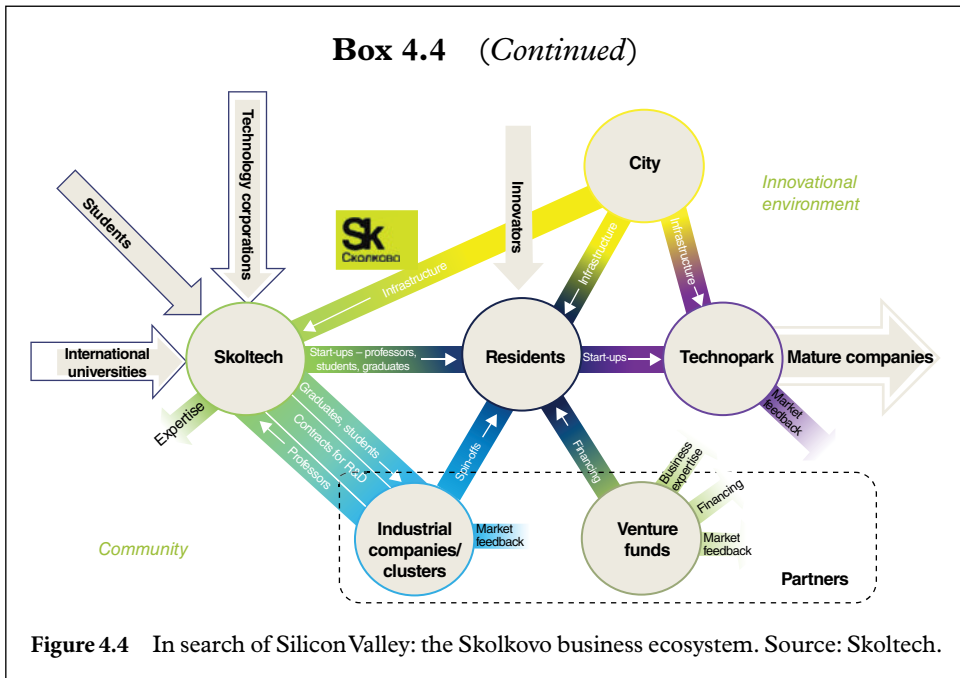 Box 4.4 (Continued)
Technology corporations
Students
Innovators
City
Innovational
environment
Sk
Сколково
Infrastructure
Infrastructure
Infrastructure
International
universities
Skoltech
Start-ups – professors,
students, graduates
Residents
Start-ups
Technopark
Mature companies
Expertise
Graduates, students
Contracts for R&D
Professors
Spin-offs
Financing
Market
feedback
Business
expertise
Financing
Industrial
companies/
clusters
Market
feedback
Venture
funds
Market
feedback
Community
Partners
Figure 4.4 In search of Silicon Valley: the Skolkovo business ecosystem. Source: Skoltech.